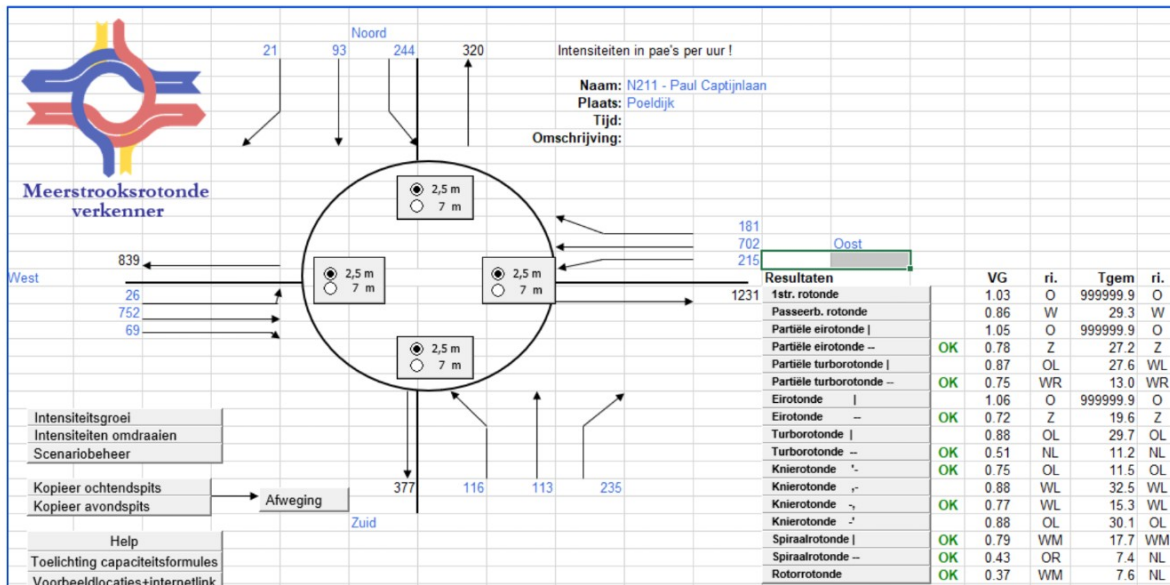 Noord
21 93 244 320 Intensiteiten in pae's per uur !
Naam: N211 - Paul Captijnlaan
Plaats: Poeldijk
Tijd:
Omschrijving:
Meerstrooksrotonde
verkenner
2,5 m
7 m
181
702 Oost
215
839
West
26
752
69
2,5 m
7 m
2,5 m
7 m
1231
2,5 m
7 m
377 116 113 235
Zuid
Resultaten VG ri. Tgem ri.
1str. rotonde 1.03 O 999999.9 O
Passeerb. rotonde 0.86 W 29.3 W
Partiële eirotonde | 1.05 O 999999.9 O
Partiële eirotonde -- OK 0.78 Z 27.2 Z
Partiële turborotonde | 0.87 OL 27.6 WL
Partiële turborotonde -- OK 0.75 WR 13.0 WR
Eirotonde | 1.06 O 999999.9 O
Eirotonde -- OK 0.72 Z 19.6 Z
Turborotonde | 0.88 OL 29.7 OL
Turborotonde -- OK 0.51 NL 11.2 NL
Knierotonde '- OK 0.75 OL 11.5 OL
Knierotonde ,- 0.88 WL 32.5 WL
Knierotonde -, OK 0.77 WL 15.3 WL
Knierotonde -' 0.88 OL 30.1 OL
Spiraalrotonde | OK 0.79 WM 17.7 WM
Spiraalrotonde -- OK 0.43 OR 7.4 NL
Rotorrotonde OK 0.37 WM 7.6 NL
Intensiteitsgroei
Intensiteiten omdraaien
Scenariobeheer
Kopieer ochtendspits
Kopieer avondspits
Afweging
Help
Toelichting capaciteitsformules
Voorbeeldlocaties+internetlink